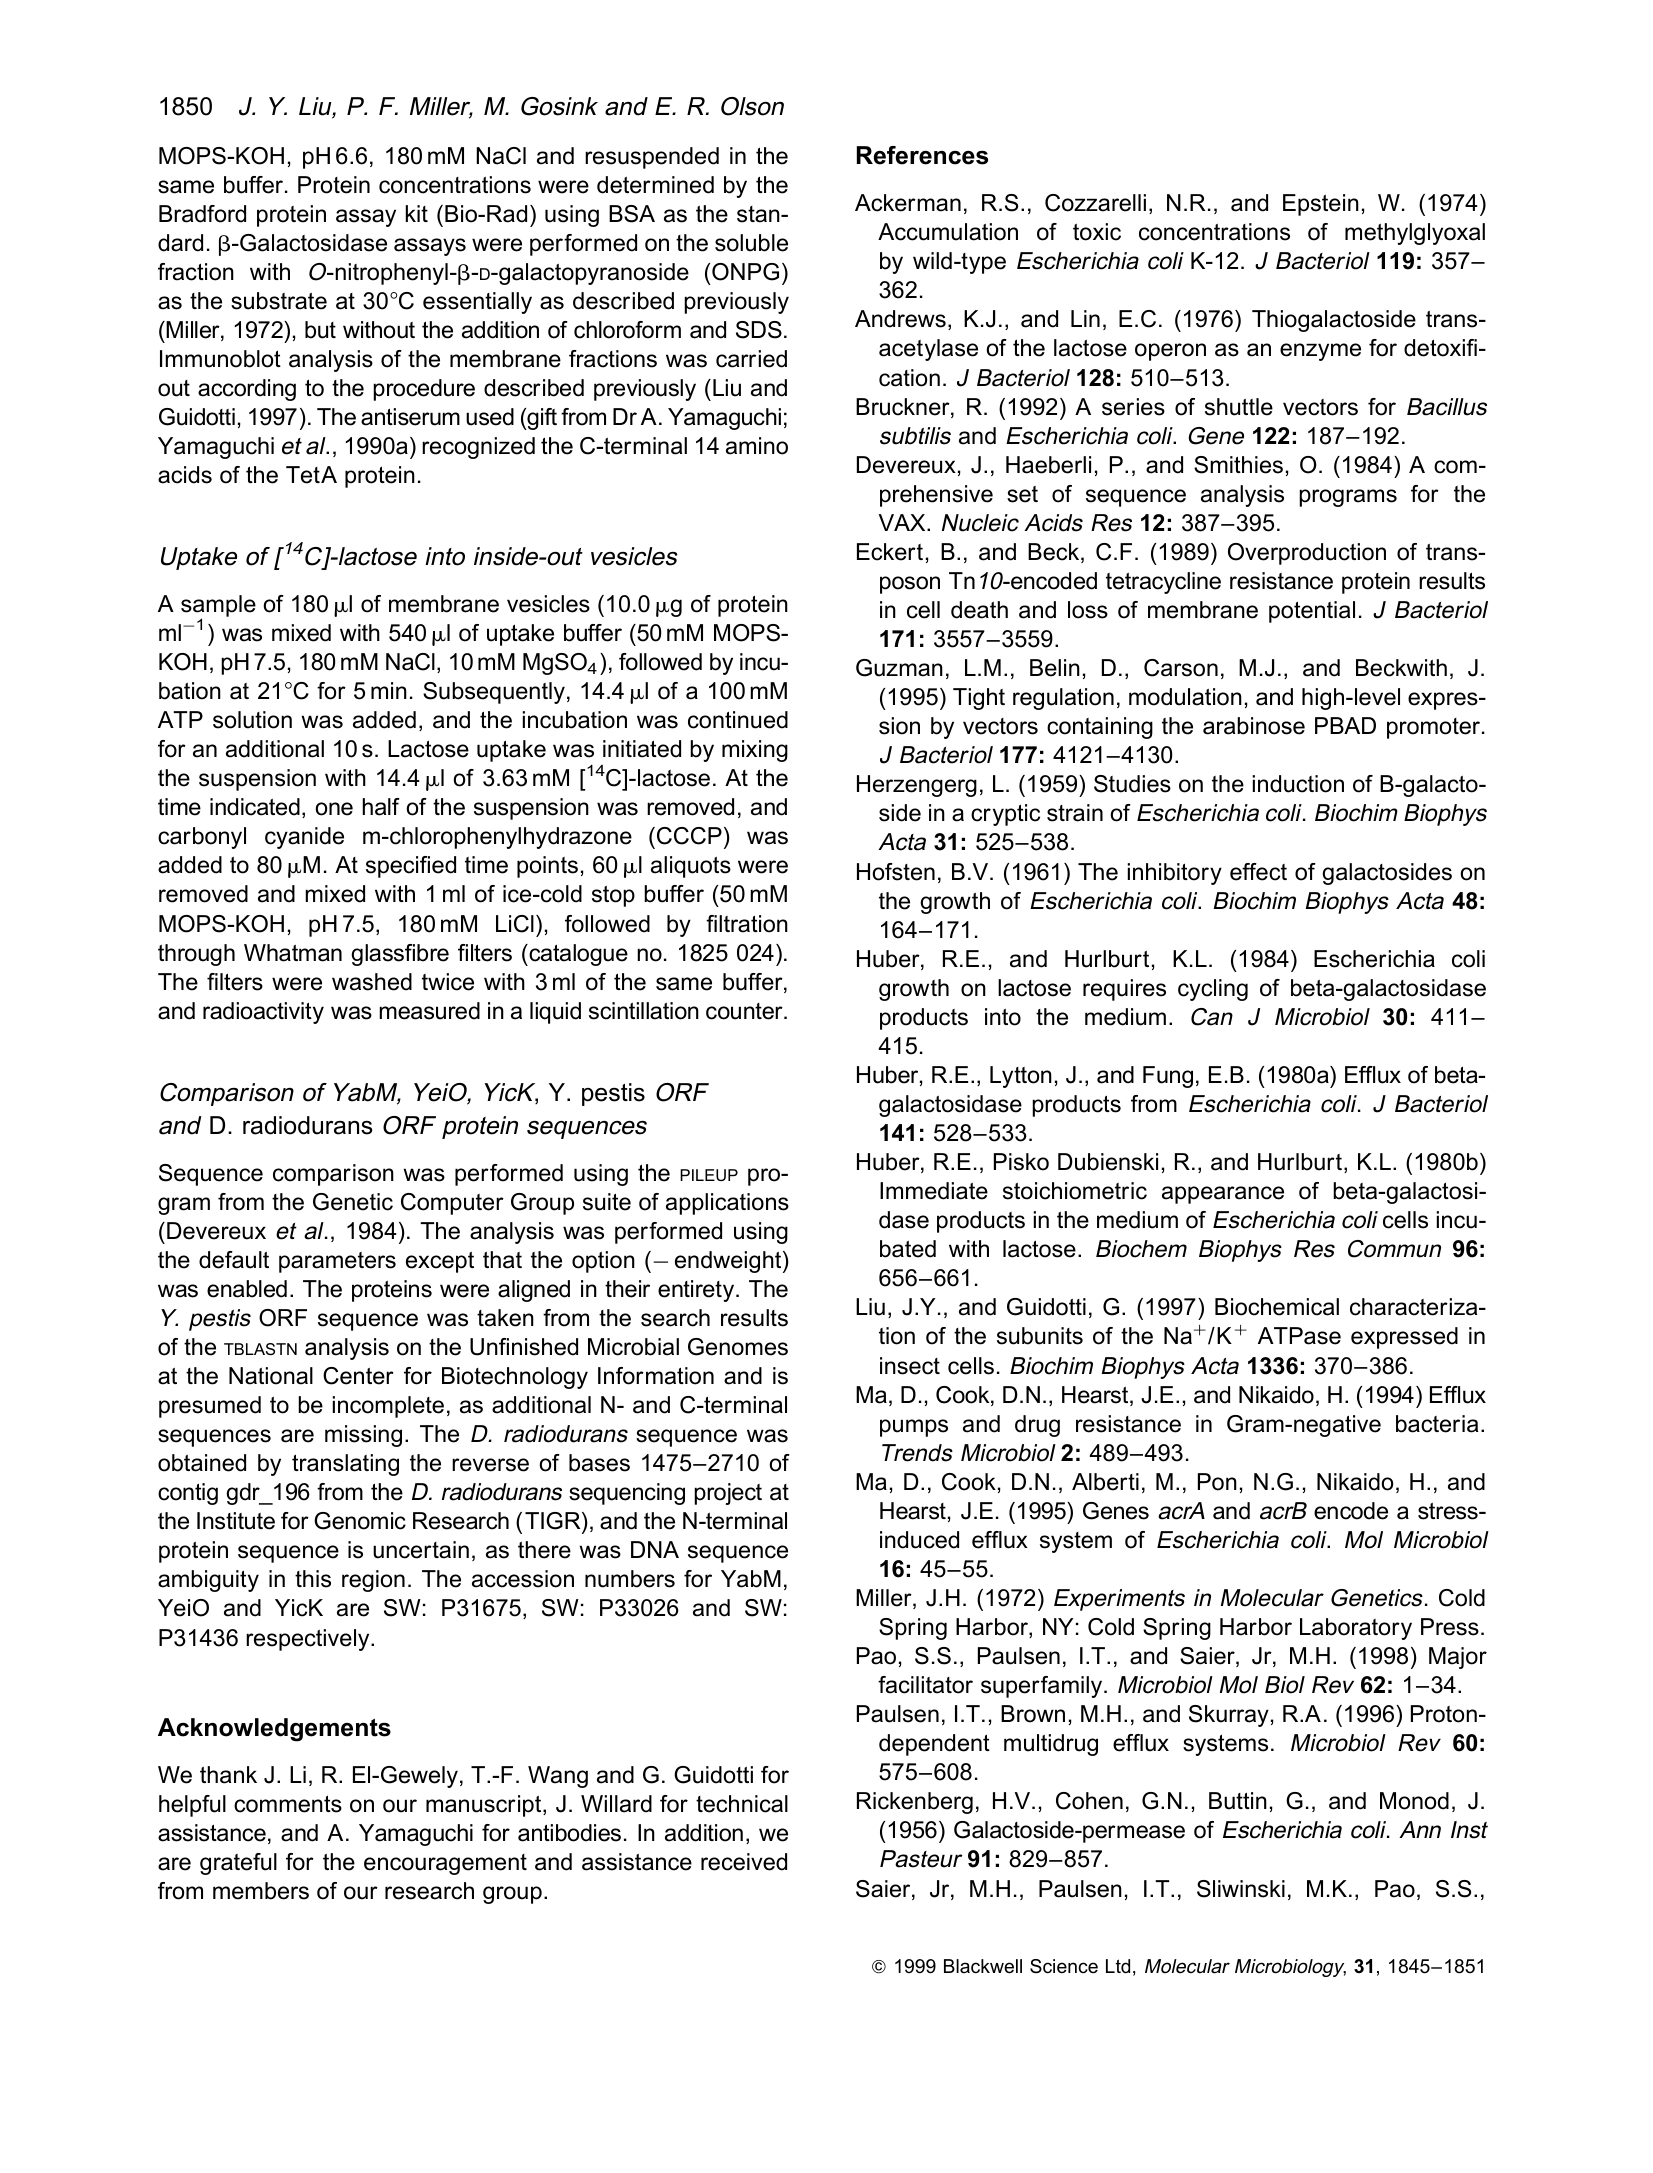 1850 J. Y. Liu, P. F. Miller, M. Gosink and E. R. Olson
MOPS-KOH, pH 6.6, 180 mM NaCl and resuspended in the
same buffer. Protein concentrations were determined by the
Bradford protein assay kit (Bio-Rad) using BSA as the stan-
dard. β-Galactosidase assays were performed on the soluble
fraction with O-nitrophenyl-β-D-galactopyranoside (ONPG)
as the substrate at 30°C essentially as described previously
(Miller, 1972), but without the addition of chloroform and SDS.
Immunoblot analysis of the membrane fractions was carried
out according to the procedure described previously (Liu and
Guidotti, 1997). The antiserum used (gift from Dr A. Yamaguchi;
Yamaguchi et al., 1990a) recognized the C-terminal 14 amino
acids of the TetA protein.
Uptake of [¹⁴C]-lactose into inside-out vesicles
A sample of 180 μl of membrane vesicles (10.0 μg of protein
ml⁻¹) was mixed with 540 μl of uptake buffer (50 mM MOPS-
KOH, pH 7.5, 180 mM NaCl, 10 mM MgSO₄), followed by incu-
bation at 21°C for 5 min. Subsequently, 14.4 μl of a 100 mM
ATP solution was added, and the incubation was continued
for an additional 10 s. Lactose uptake was initiated by mixing
the suspension with 14.4 μl of 3.63 mM [¹⁴C]-lactose. At the
time indicated, one half of the suspension was removed, and
carbonyl cyanide m-chlorophenylhydrazone (CCCP) was
added to 80 μM. At specified time points, 60 μl aliquots were
removed and mixed with 1 ml of ice-cold stop buffer (50 mM
MOPS-KOH, pH 7.5, 180 mM LiCl), followed by filtration
through Whatman glassfibre filters (catalogue no. 1825 024).
The filters were washed twice with 3 ml of the same buffer,
and radioactivity was measured in a liquid scintillation counter.
Comparison of YabM, YeiO, YicK, Y. pestis ORF
and D. radiodurans ORF protein sequences
Sequence comparison was performed using the PILEUP pro-
gram from the Genetic Computer Group suite of applications
(Devereux et al., 1984). The analysis was performed using
the default parameters except that the option (– endweight)
was enabled. The proteins were aligned in their entirety. The
Y. pestis ORF sequence was taken from the search results
of the TBLASTN analysis on the Unfinished Microbial Genomes
at the National Center for Biotechnology Information and is
presumed to be incomplete, as additional N- and C-terminal
sequences are missing. The D. radiodurans sequence was
obtained by translating the reverse of bases 1475–2710 of
contig gdr_196 from the D. radiodurans sequencing project at
the Institute for Genomic Research (TIGR), and the N-terminal
protein sequence is uncertain, as there was DNA sequence
ambiguity in this region. The accession numbers for YabM,
YeiO and YicK are SW: P31675, SW: P33026 and SW:
P31436 respectively.
Acknowledgements
We thank J. Li, R. El-Gewely, T.-F. Wang and G. Guidotti for
helpful comments on our manuscript, J. Willard for technical
assistance, and A. Yamaguchi for antibodies. In addition, we
are grateful for the encouragement and assistance received
from members of our research group.
References
Ackerman, R.S., Cozzarelli, N.R., and Epstein, W. (1974)
Accumulation of toxic concentrations of methylglyoxal
by wild-type Escherichia coli K-12. J Bacteriol 119: 357–
362.
Andrews, K.J., and Lin, E.C. (1976) Thiogalactoside trans-
acetylase of the lactose operon as an enzyme for detoxifi-
cation. J Bacteriol 128: 510–513.
Bruckner, R. (1992) A series of shuttle vectors for Bacillus
subtilis and Escherichia coli. Gene 122: 187–192.
Devereux, J., Haeberli, P., and Smithies, O. (1984) A com-
prehensive set of sequence analysis programs for the
VAX. Nucleic Acids Res 12: 387–395.
Eckert, B., and Beck, C.F. (1989) Overproduction of trans-
poson Tn10-encoded tetracycline resistance protein results
in cell death and loss of membrane potential. J Bacteriol
171: 3557–3559.
Guzman, L.M., Belin, D., Carson, M.J., and Beckwith, J.
(1995) Tight regulation, modulation, and high-level expres-
sion by vectors containing the arabinose PBAD promoter.
J Bacteriol 177: 4121–4130.
Herzengerg, L. (1959) Studies on the induction of B-galacto-
side in a cryptic strain of Escherichia coli. Biochim Biophys
Acta 31: 525–538.
Hofsten, B.V. (1961) The inhibitory effect of galactosides on
the growth of Escherichia coli. Biochim Biophys Acta 48:
164–171.
Huber, R.E., and Hurlburt, K.L. (1984) Escherichia coli
growth on lactose requires cycling of beta-galactosidase
products into the medium. Can J Microbiol 30: 411–
415.
Huber, R.E., Lytton, J., and Fung, E.B. (1980a) Efflux of beta-
galactosidase products from Escherichia coli. J Bacteriol
141: 528–533.
Huber, R.E., Pisko Dubienski, R., and Hurlburt, K.L. (1980b)
Immediate stoichiometric appearance of beta-galactosi-
dase products in the medium of Escherichia coli cells incu-
bated with lactose. Biochem Biophys Res Commun 96:
656–661.
Liu, J.Y., and Guidotti, G. (1997) Biochemical characteriza-
tion of the subunits of the Na⁺/K⁺ ATPase expressed in
insect cells. Biochim Biophys Acta 1336: 370–386.
Ma, D., Cook, D.N., Hearst, J.E., and Nikaido, H. (1994) Efflux
pumps and drug resistance in Gram-negative bacteria.
Trends Microbiol 2: 489–493.
Ma, D., Cook, D.N., Alberti, M., Pon, N.G., Nikaido, H., and
Hearst, J.E. (1995) Genes acrA and acrB encode a stress-
induced efflux system of Escherichia coli. Mol Microbiol
16: 45–55.
Miller, J.H. (1972) Experiments in Molecular Genetics. Cold
Spring Harbor, NY: Cold Spring Harbor Laboratory Press.
Pao, S.S., Paulsen, I.T., and Saier, Jr, M.H. (1998) Major
facilitator superfamily. Microbiol Mol Biol Rev 62: 1–34.
Paulsen, I.T., Brown, M.H., and Skurray, R.A. (1996) Proton-
dependent multidrug efflux systems. Microbiol Rev 60:
575–608.
Rickenberg, H.V., Cohen, G.N., Buttin, G., and Monod, J.
(1956) Galactoside-permease of Escherichia coli. Ann Inst
Pasteur 91: 829–857.
Saier, Jr, M.H., Paulsen, I.T., Sliwinski, M.K., Pao, S.S.,
© 1999 Blackwell Science Ltd, Molecular Microbiology, 31, 1845–1851